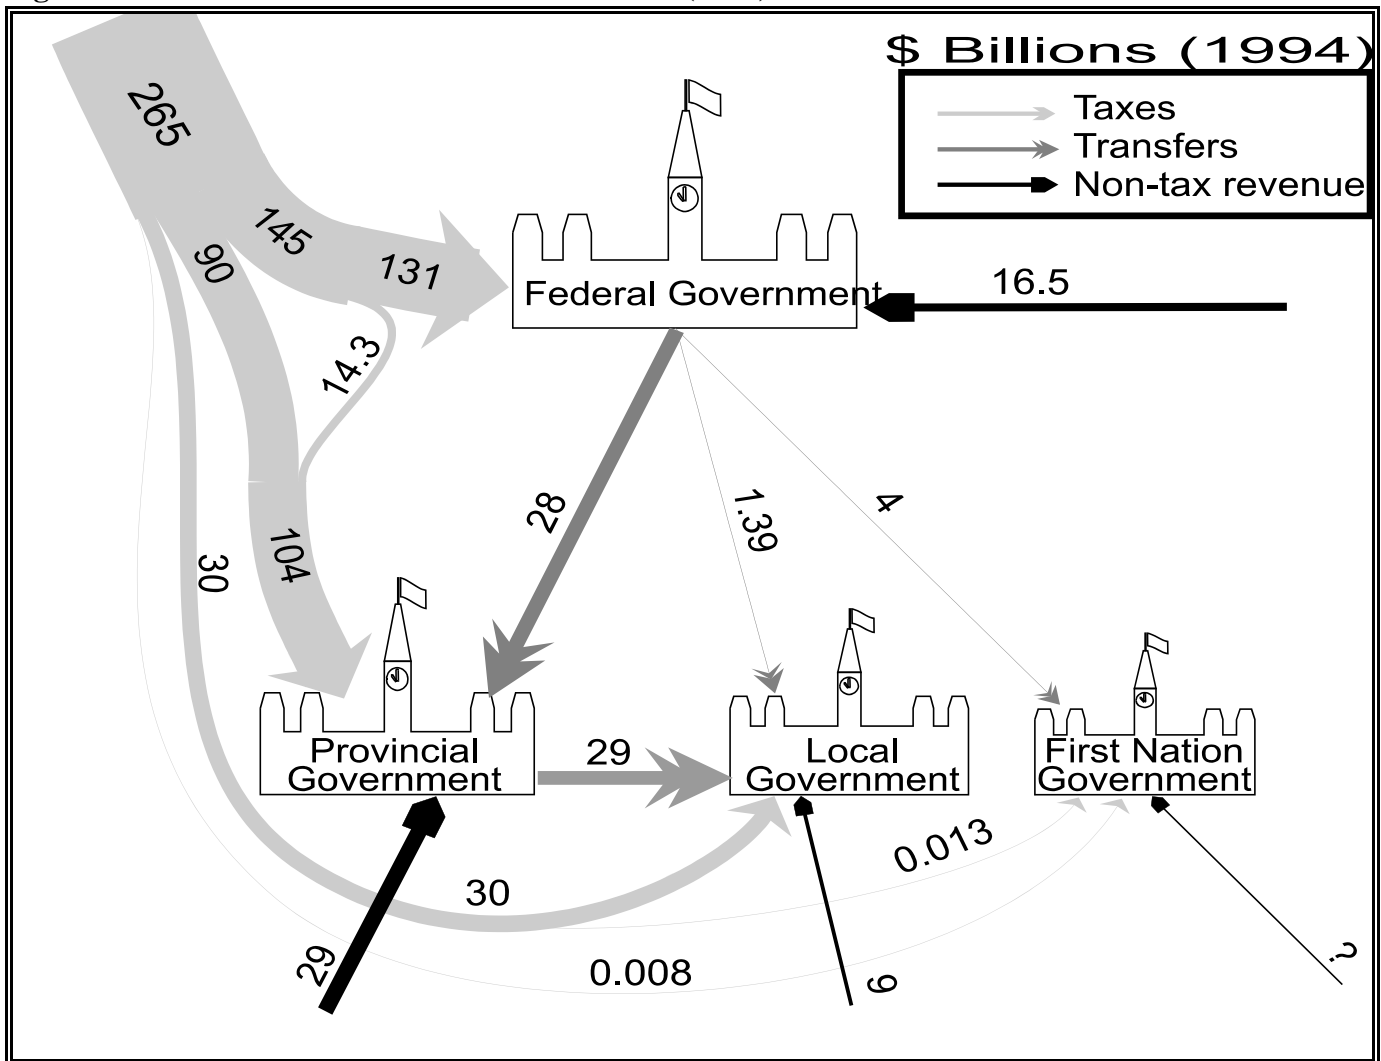 $ Billions (1994)
Taxes
Transfers
Non-tax revenue
265
145
131
90
14.3
Federal Government
16.5
28
1.39
4
30
104
Provincial
Government
29
Local
Government
First Nation
Government
0.013
30
29
0.008
9
?